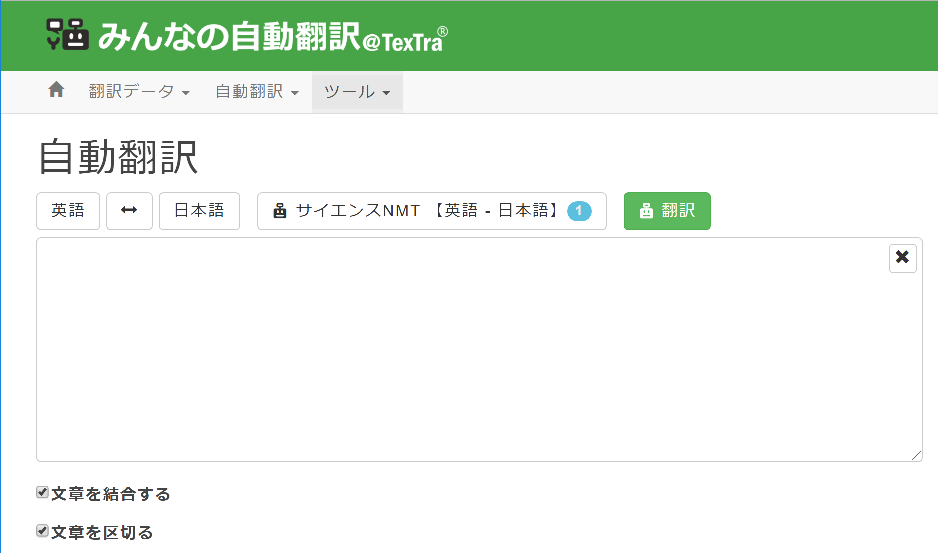 みんなの自動翻訳@TexTra®
翻訳データ 自動翻訳 ツール
自動翻訳
英語 日本語 サイエンスNMT 【英語 - 日本語】 1 翻訳
文章を結合する
文章を区切る